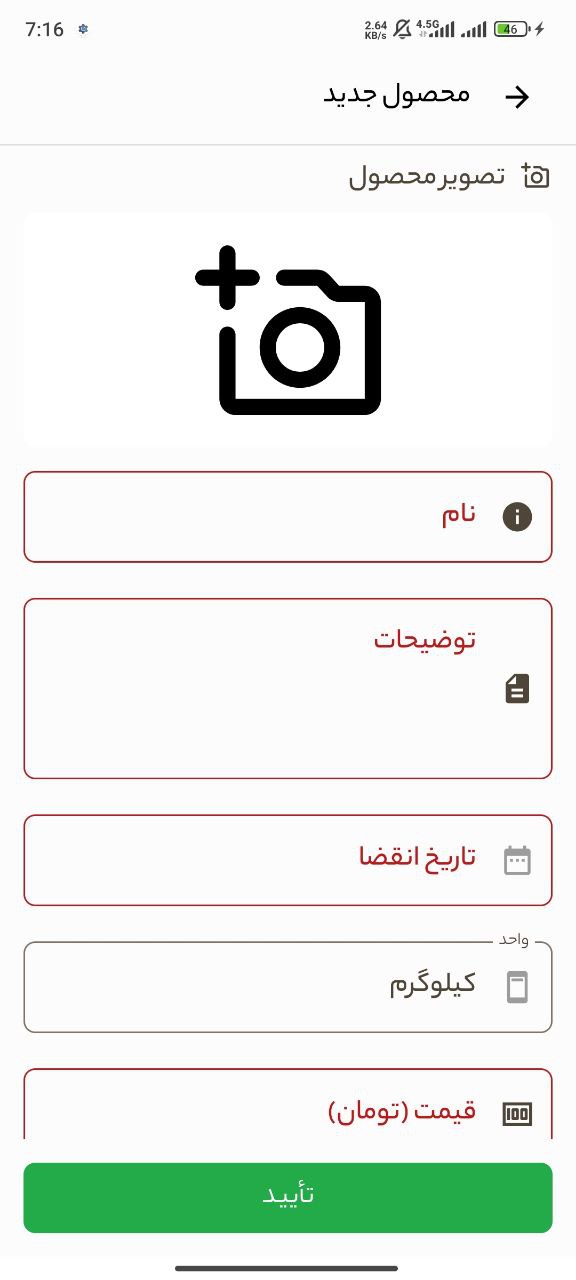 7:16
2.64 KB/s
4.5G
46
محصول جدید
تصویر محصول
نام
توضیحات
تاریخ انقضا
واحد
کیلوگرم
قیمت (تومان)
100
تأیید